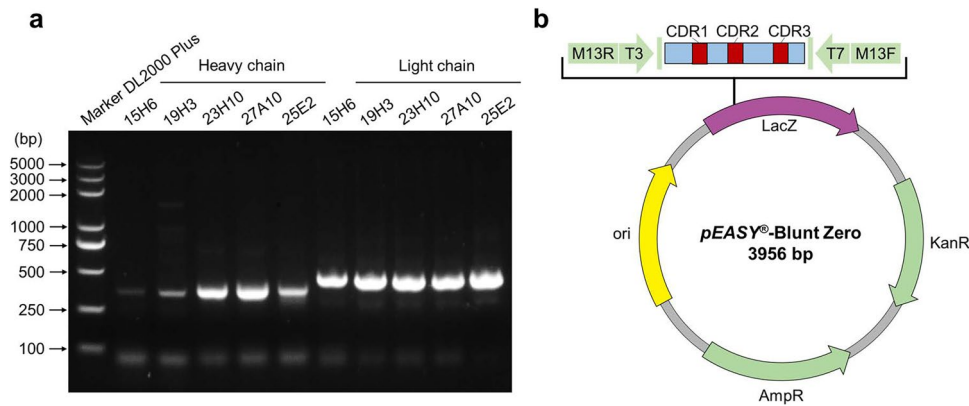 a
Marker DL2000 Plus
Heavy chain
Light chain
15H6
19H3
23H10
27A10
25E2
15H6
19H3
23H10
27A10
25E2
(bp)
5000
3000
2000
1000
750
500
250
100
b
CDR1 CDR2 CDR3
M13R T3 T7 M13F
LacZ
ori
pEASY®-Blunt Zero
3956 bp
KanR
AmpR